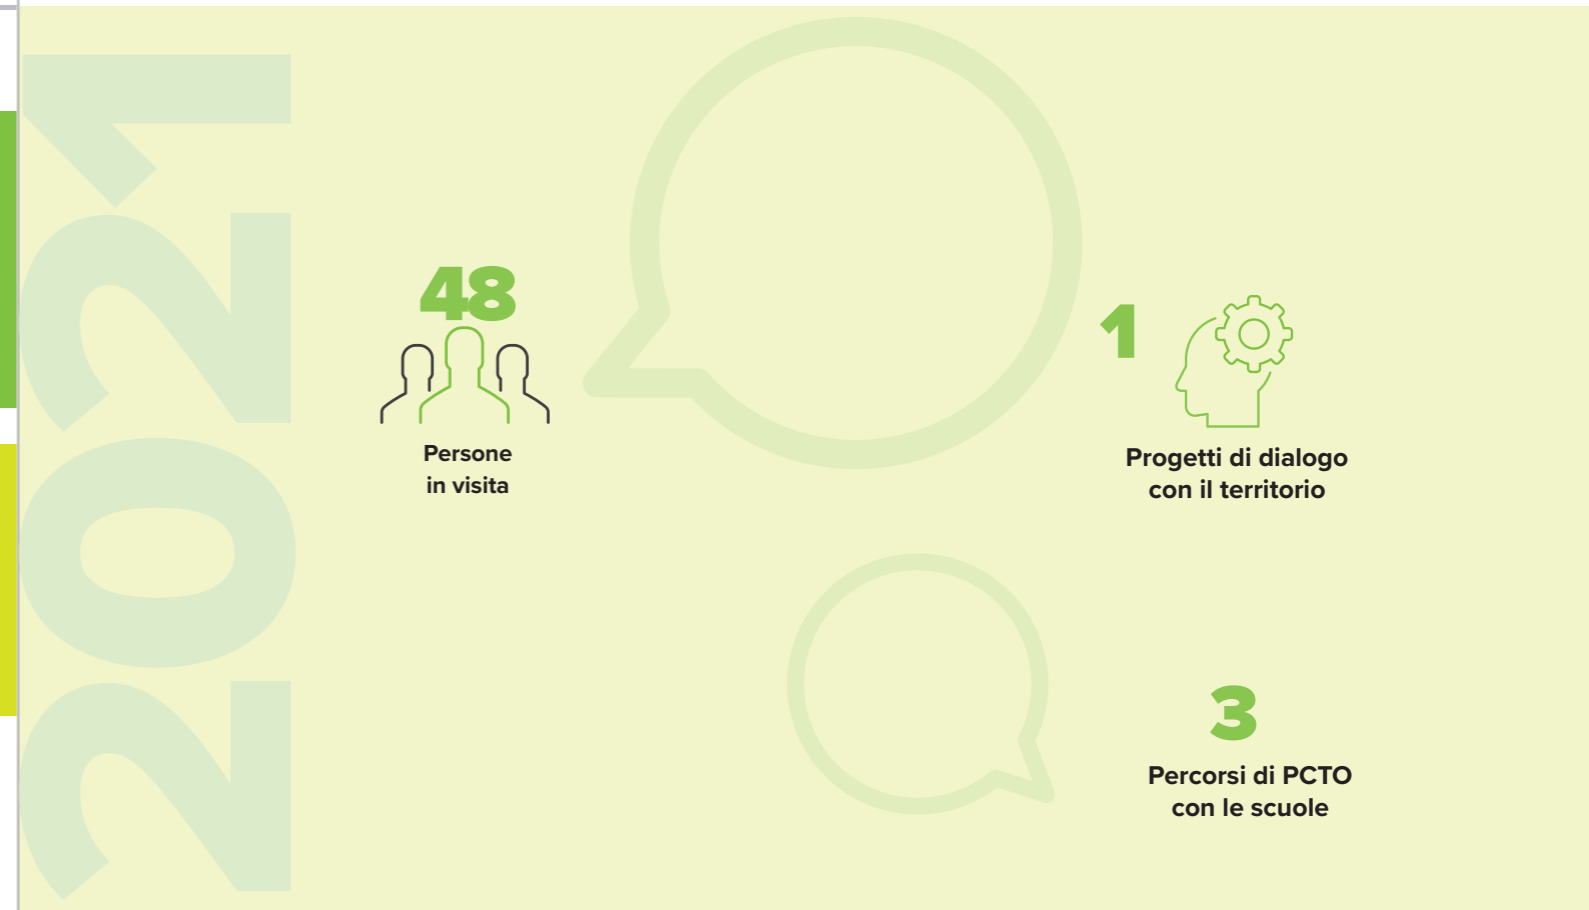 2021
48
Persone
in visita
1
Progetti di dialogo
con il territorio
3
Percorsi di PCTO
con le scuole